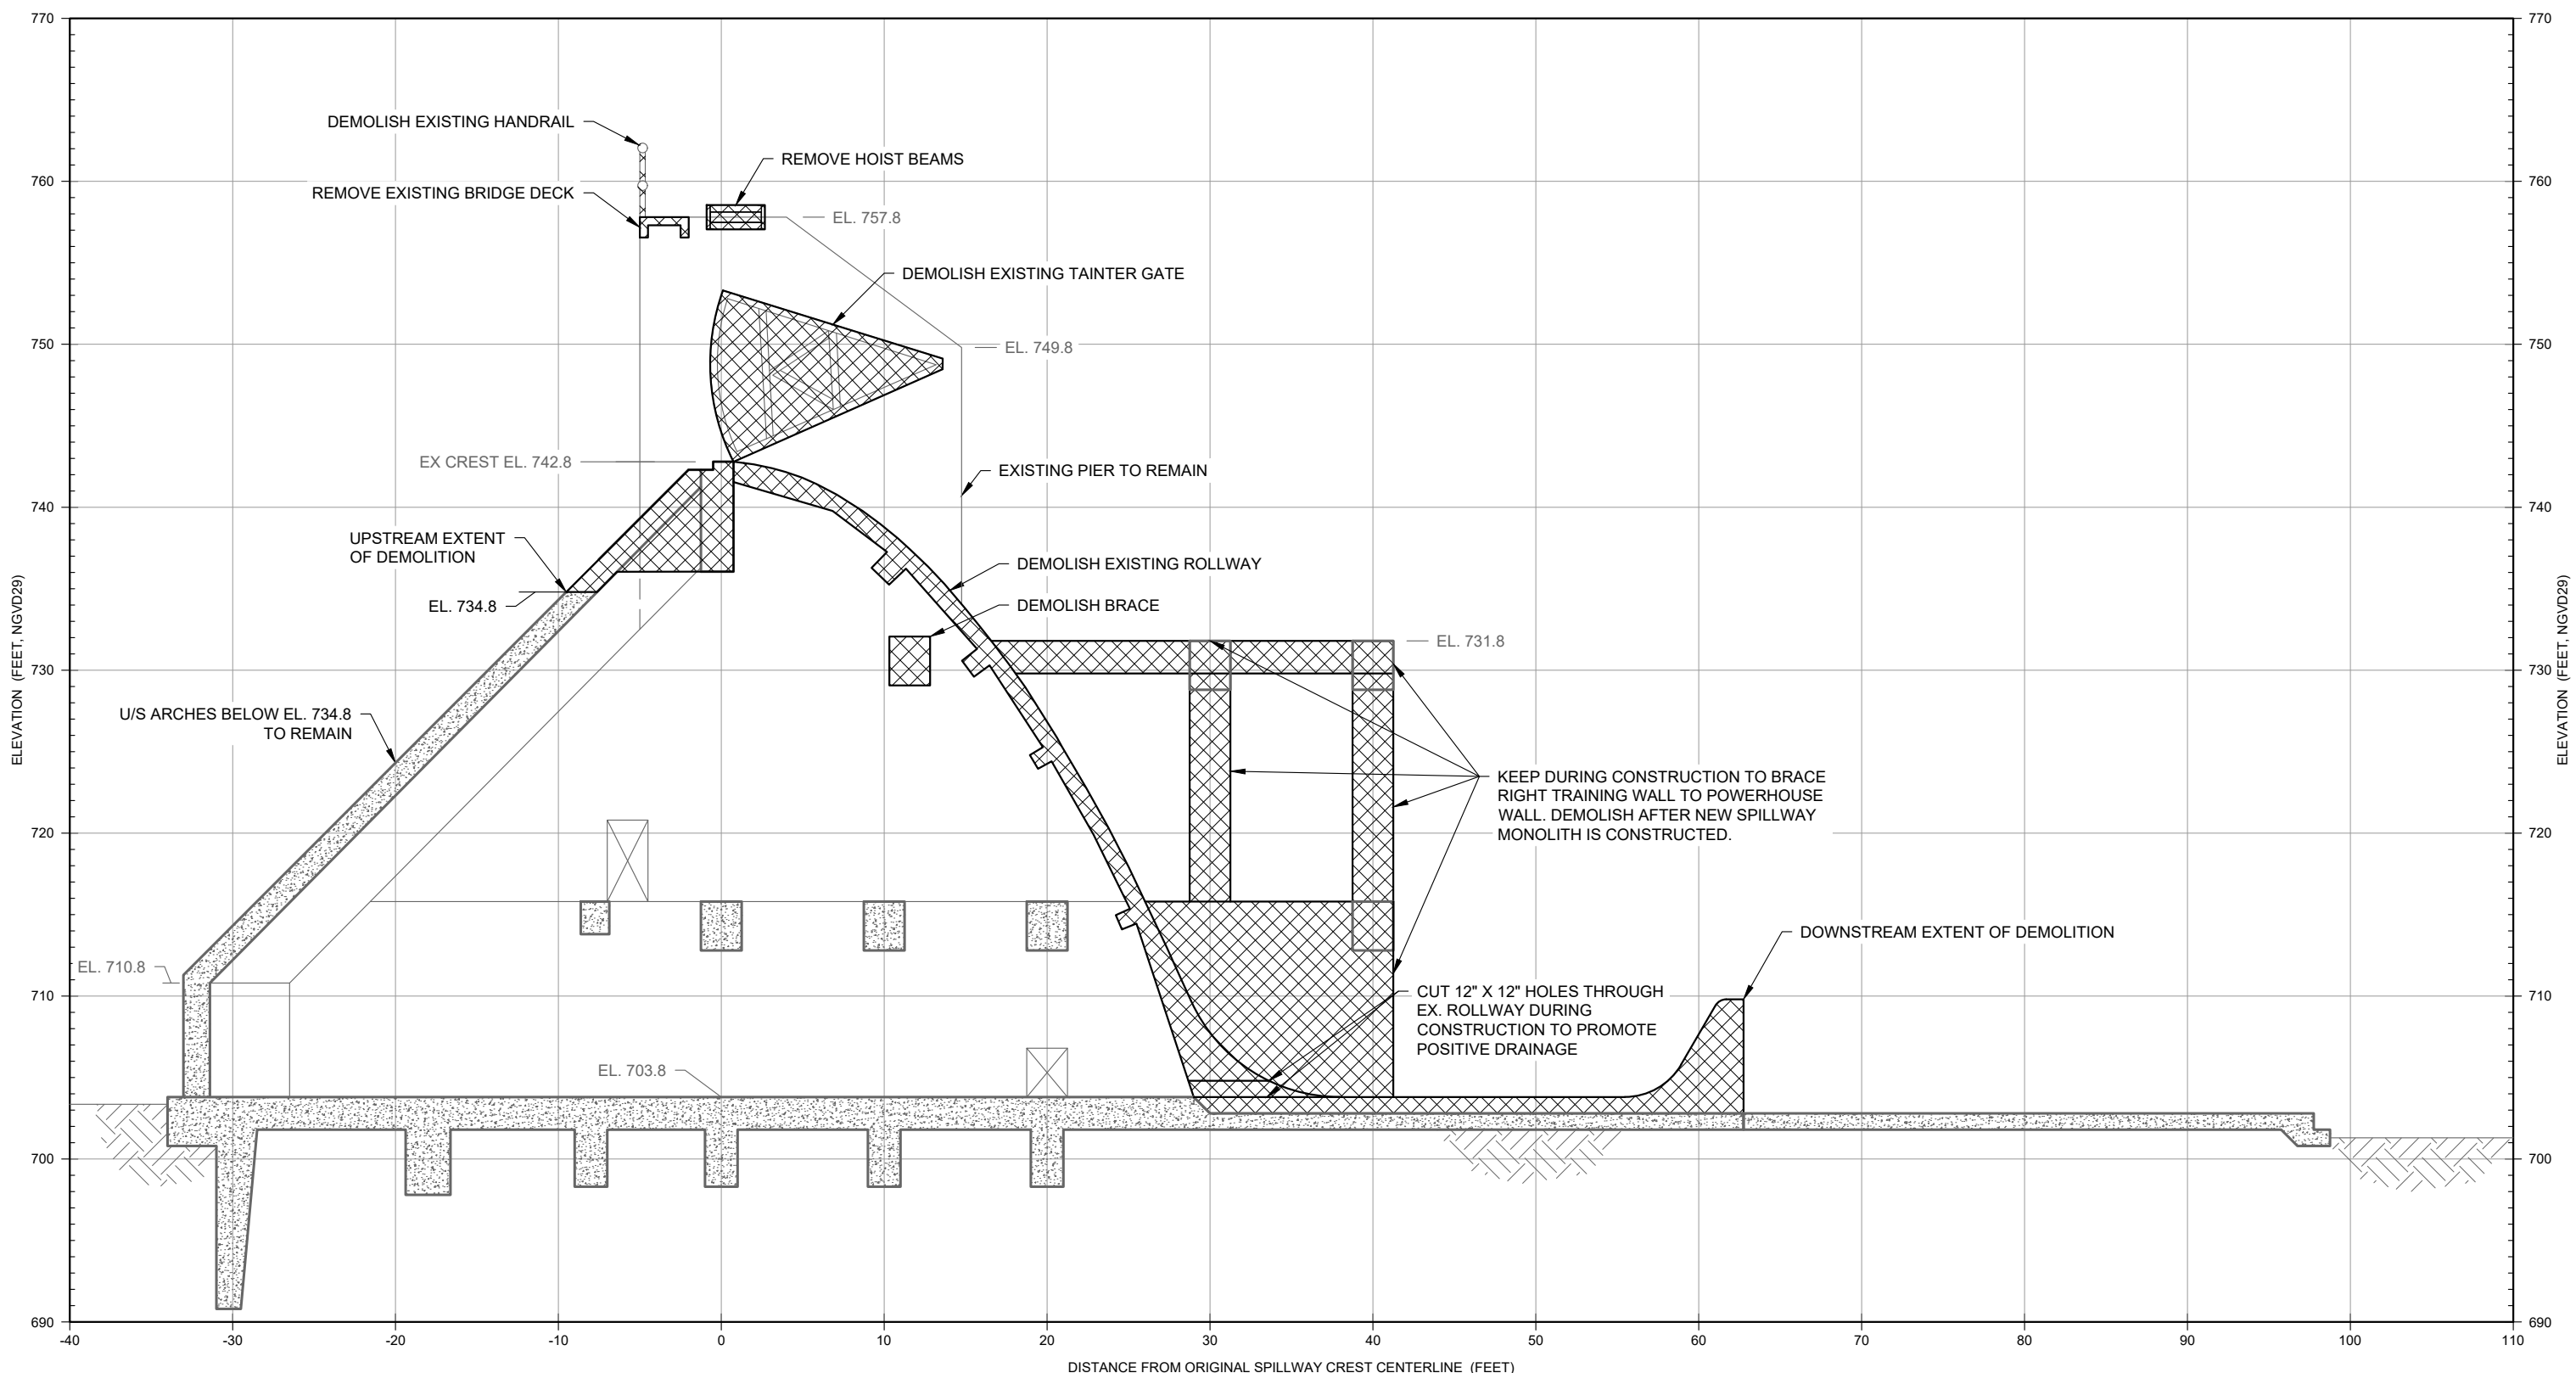 770
770
DEMOLISH EXISTING HANDRAIL
REMOVE HOIST BEAMS
760
REMOVE EXISTING BRIDGE DECK
760
EL. 757.8
DEMOLISH EXISTING TAINTER GATE
750
EL. 749.8
750
EX CREST EL. 742.8
EXISTING PIER TO REMAIN
740
740
UPSTREAM EXTENT
OF DEMOLITION
DEMOLISH EXISTING ROLLWAY
EL. 734.8
DEMOLISH BRACE
EL. 731.8
730
730
ELEVATION (FEET, NGVD29)
ELEVATION (FEET, NGVD29)
U/S ARCHES BELOW EL. 734.8
TO REMAIN
KEEP DURING CONSTRUCTION TO BRACE
RIGHT TRAINING WALL TO POWERHOUSE
WALL. DEMOLISH AFTER NEW SPILLWAY
MONOLITH IS CONSTRUCTED.
720
720
DOWNSTREAM EXTENT OF DEMOLITION
EL. 710.8
710
710
CUT 12" X 12" HOLES THROUGH
EX. ROLLWAY DURING
CONSTRUCTION TO PROMOTE
POSITIVE DRAINAGE
EL. 703.8
700
700
690
690
-40 -30 -20 -10 0 10 20 30 40 50 60 70 80 90 100 110
DISTANCE FROM ORIGINAL SPILLWAY CREST CENTERLINE (FEET)